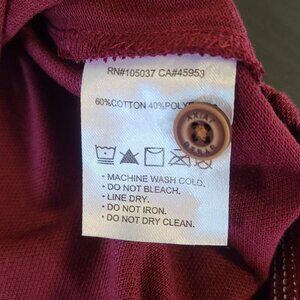 RN#105037 CA#45953
60%COTTON 40%POLY
- MACHINE WASH COLD.
- DO NOT BLEACH.
- LINE DRY.
- DO NOT IRON.
- DO NOT DRY CLEAN.